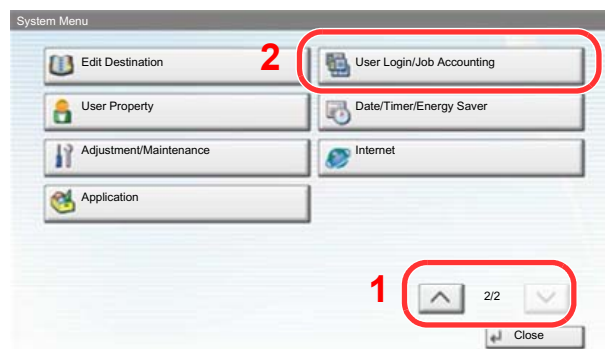 System Menu
Edit Destination
2
User Login/Job Accounting
User Property
Date/Timer/Energy Saver
Adjustment/Maintenance
Internet
Application
1
2/2
Close